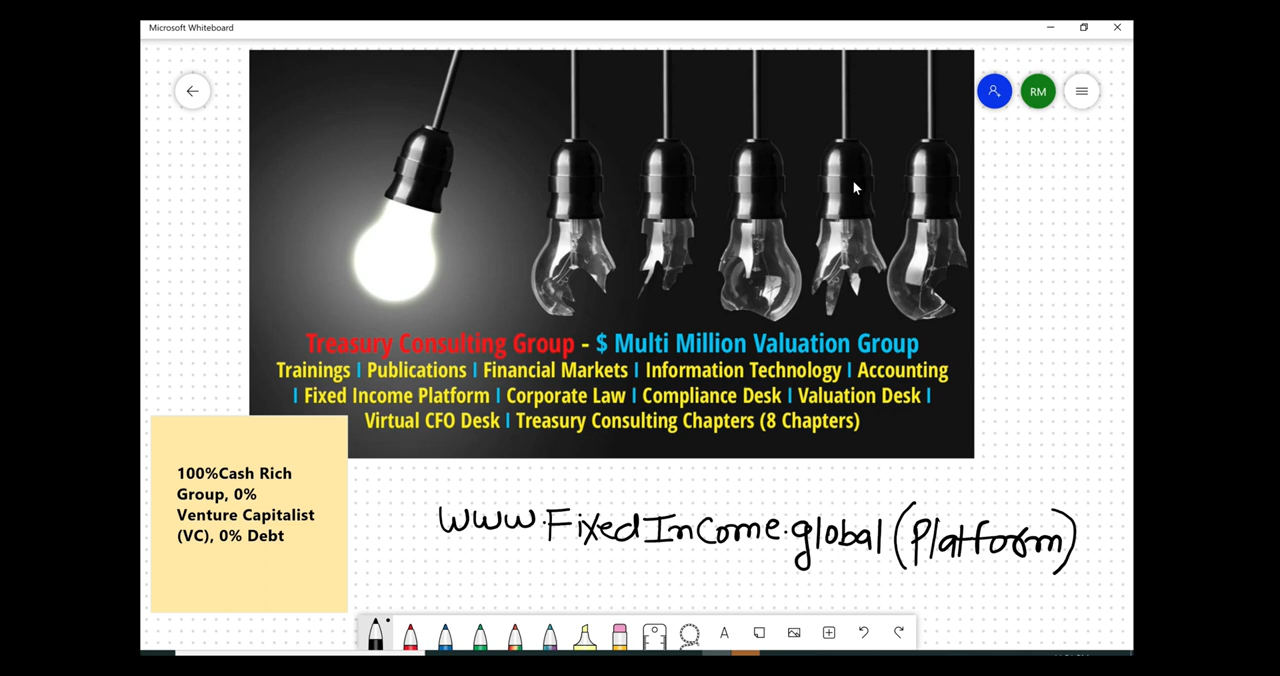 Microsoft Whiteboard
RM
Treasury Consulting Group - $ Multi Million Valuation Group
Trainings | Publications | Financial Markets | Information Technology | Accounting
| Fixed Income Platform | Corporate Law | Compliance Desk | Valuation Desk |
Virtual CFO Desk | Treasury Consulting Chapters (8 Chapters)
100%Cash Rich
Group, 0%
Venture Capitalist
(VC), 0% Debt
www.FixedIncome.global (Platform)
A